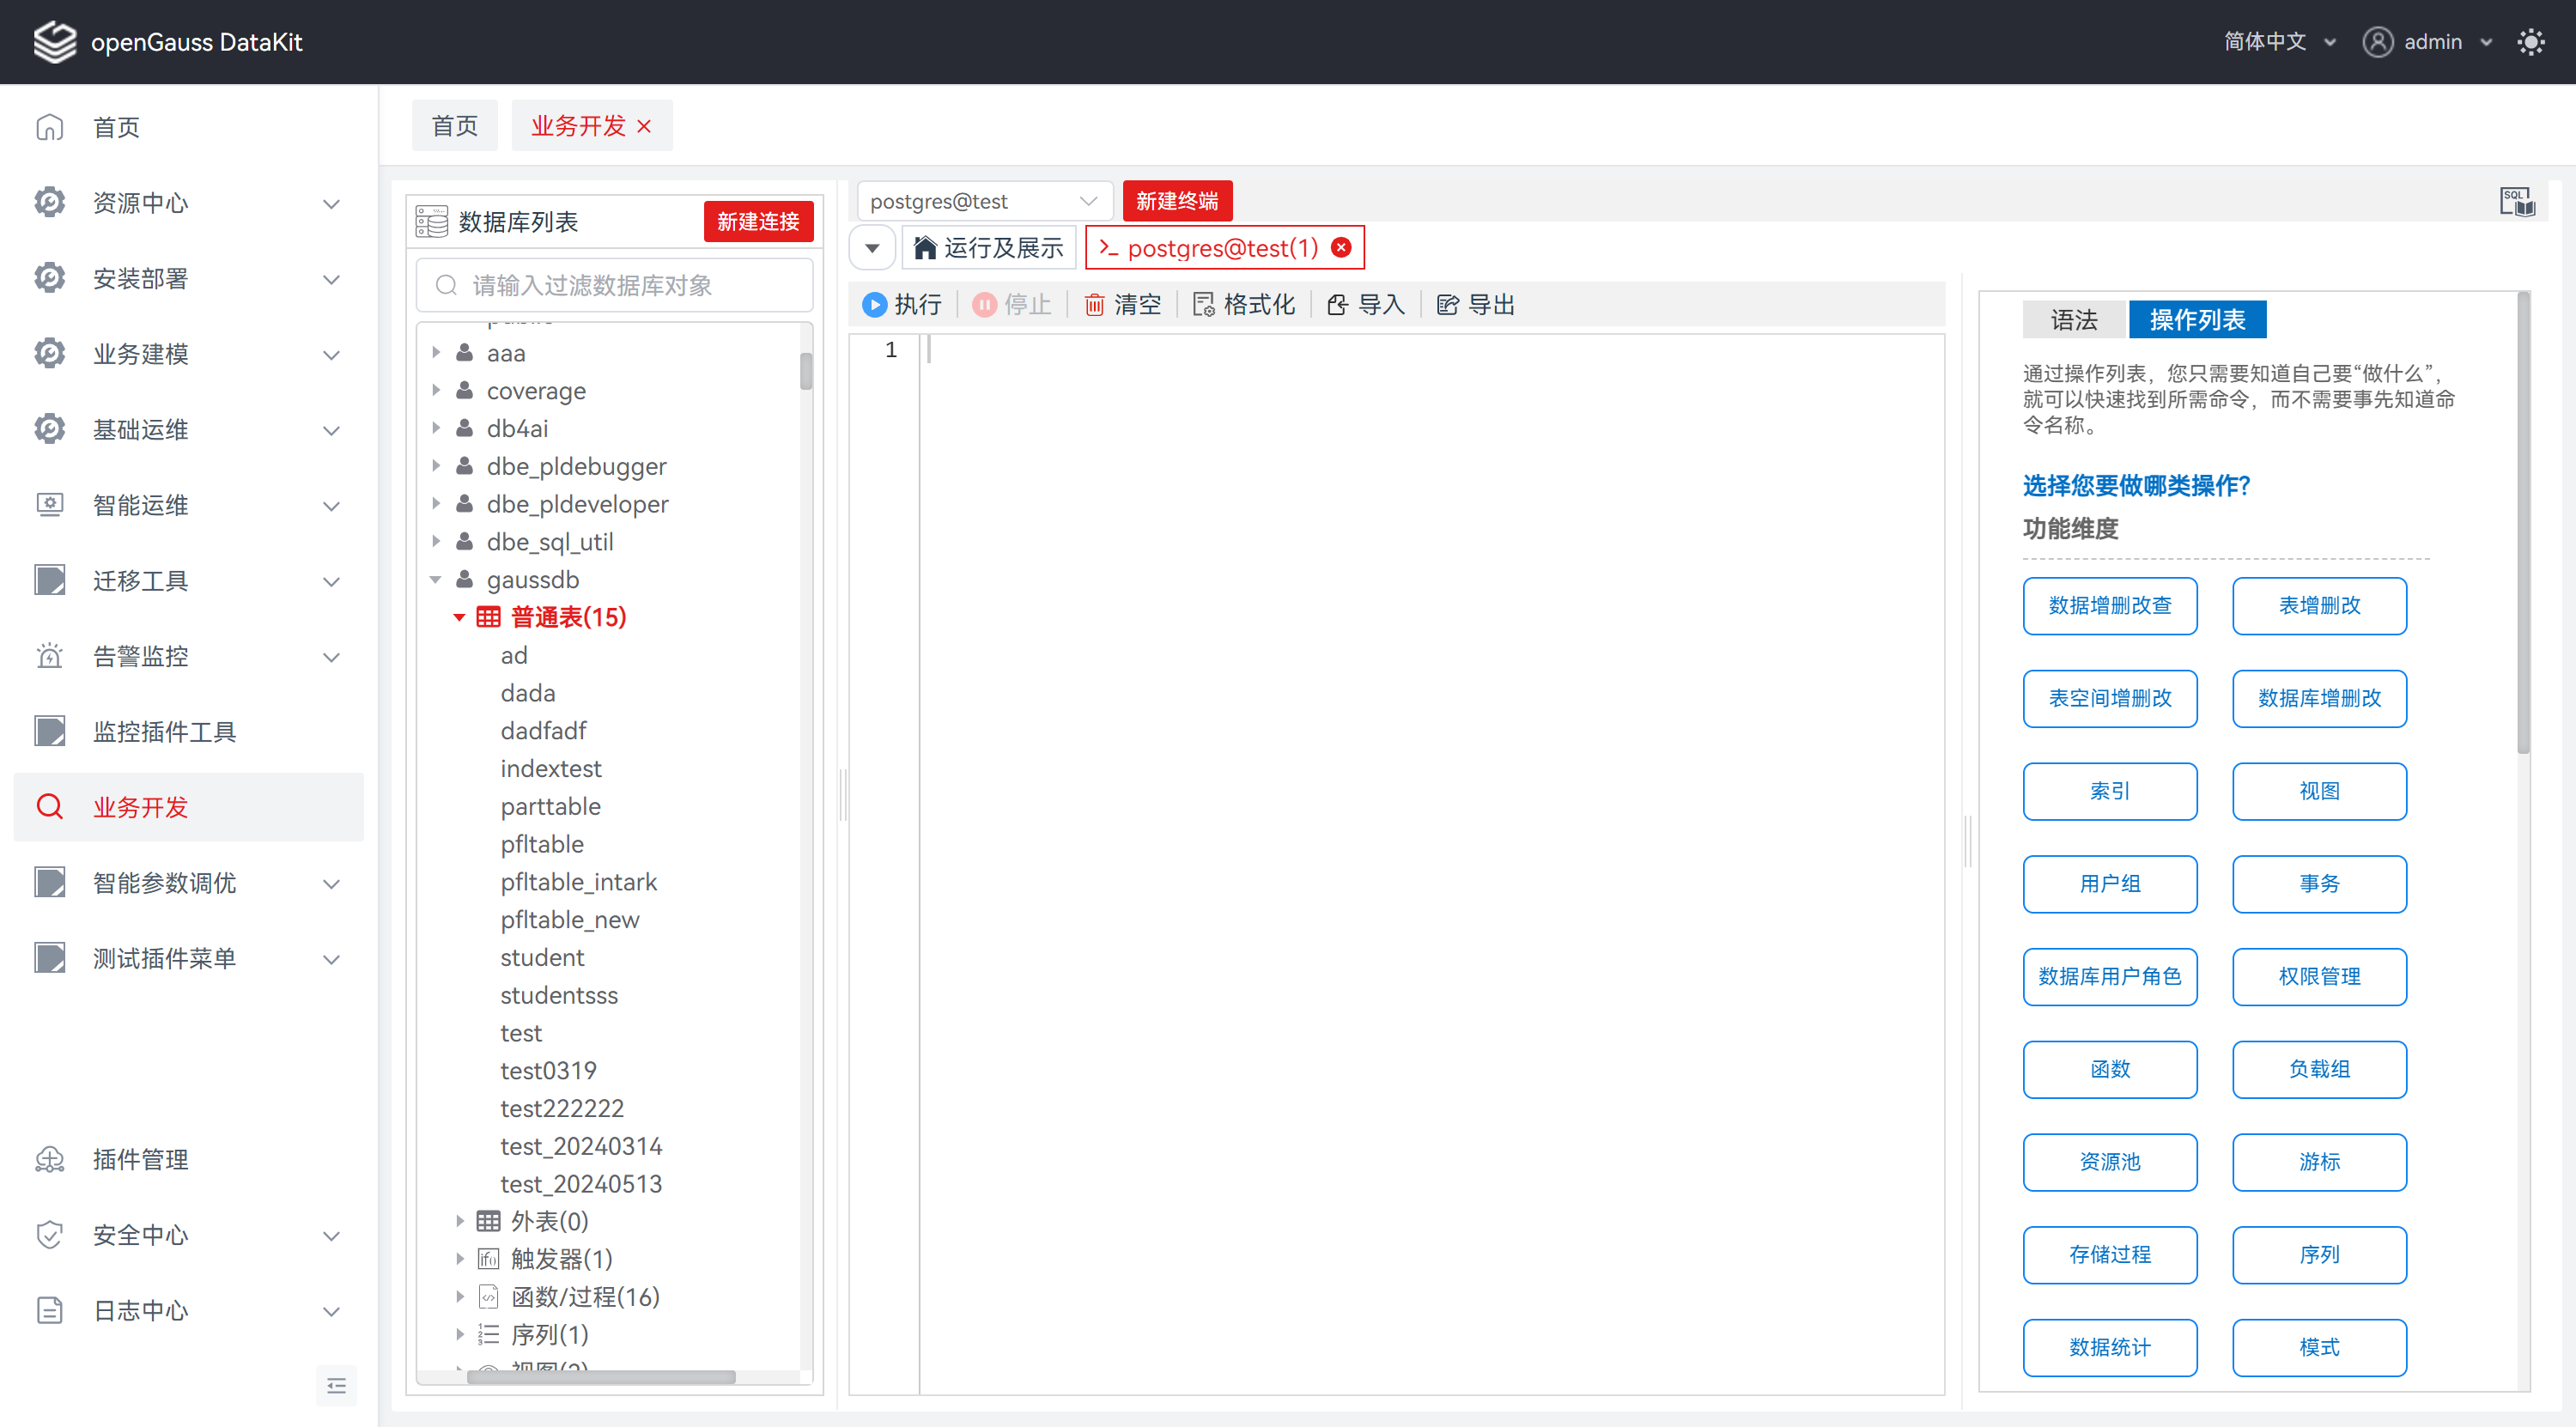 openGauss DataKit
简体中文
admin
首页
资源中心
安装部署
业务建模
基础运维
智能运维
迁移工具
告警监控
监控插件工具
业务开发
智能参数调优
测试插件菜单
插件管理
安全中心
日志中心
首页
业务开发
数据库列表
新建连接
请输入过滤数据库对象
aaa
coverage
db4ai
dbe_pldebugger
dbe_pldeveloper
dbe_sql_util
gaussdb
普通表(15)
ad
dada
dadfadf
indextest
parttable
pfltable
pfltable_intark
pfltable_new
student
studentsss
test
test0319
test222222
test_20240314
test_20240513
外表(0)
触发器(1)
函数/过程(16)
序列(1)
postgres@test
新建终端
SQL
运行及展示
postgres@test(1)
执行
停止
清空
格式化
导入
导出
1
语法
操作列表
通过操作列表，您只需要知道自己要“做什么”，
就可以快速找到所需命令，而不需要事先知道命
令名称。
选择您要做哪类操作?
功能维度
数据增删改查
表增删改
表空间增删改
数据库增删改
索引
视图
用户组
事务
数据库用户角色
权限管理
函数
负载组
资源池
游标
存储过程
序列
数据统计
模式